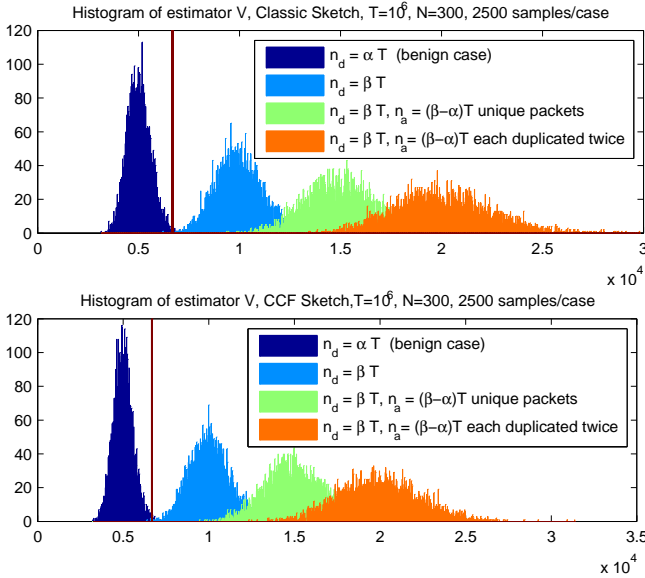 Histogram of estimator V, Classic Sketch, T=10^6, N=300, 2500 samples/case
120
100
80
60
40
20
0
n_d = α T (benign case)
n_d = β T
n_d = β T, n_a = (β−α)T unique packets
n_d = β T, n_a = (β−α)T each duplicated twice
0 0.5 1 1.5 2 2.5 3
x 10^4
Histogram of estimator V, CCF Sketch,T=10^6, N=300, 2500 samples/case
120
100
80
60
40
20
0
n_d = α T (benign case)
n_d = β T
n_d = β T, n_a = (β−α)T unique packets
n_d = β T, n_a = (β−α)T each duplicated twice
0 0.5 1 1.5 2 2.5 3 3.5
x 10^4